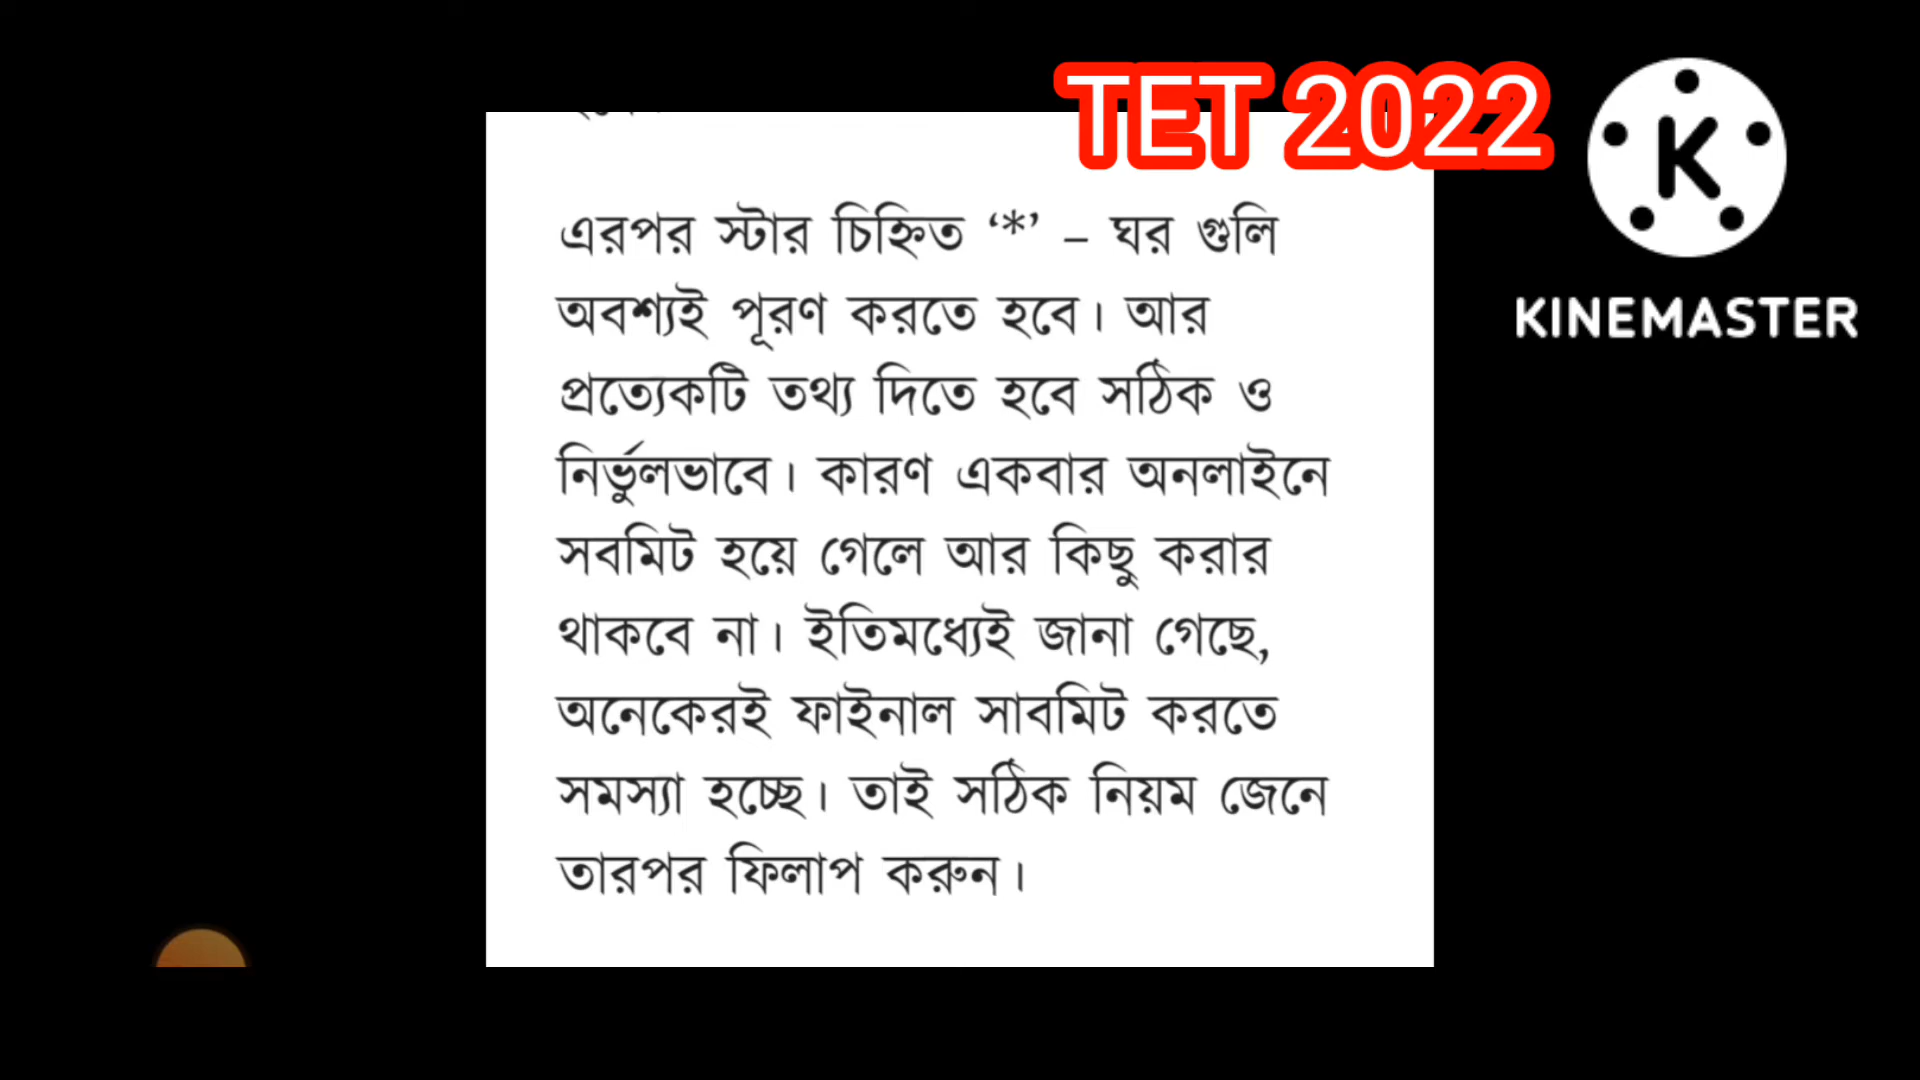 TET 2022
K
KINEMASTER
এরপর স্টার চিহ্নিত ‘*’ – ঘর গুলি
অবশ্যই পূরণ করতে হবে। আর
প্রত্যেকটি তথ্য দিতে হবে সঠিক ও
নির্ভুলভাবে। কারণ একবার অনলাইনে
সবমিট হয়ে গেলে আর কিছু করার
থাকবে না। ইতিমধ্যেই জানা গেছে,
অনেকেরই ফাইনাল সাবমিট করতে
সমস্যা হচ্ছে। তাই সঠিক নিয়ম জেনে
তারপর ফিলাপ করুন।